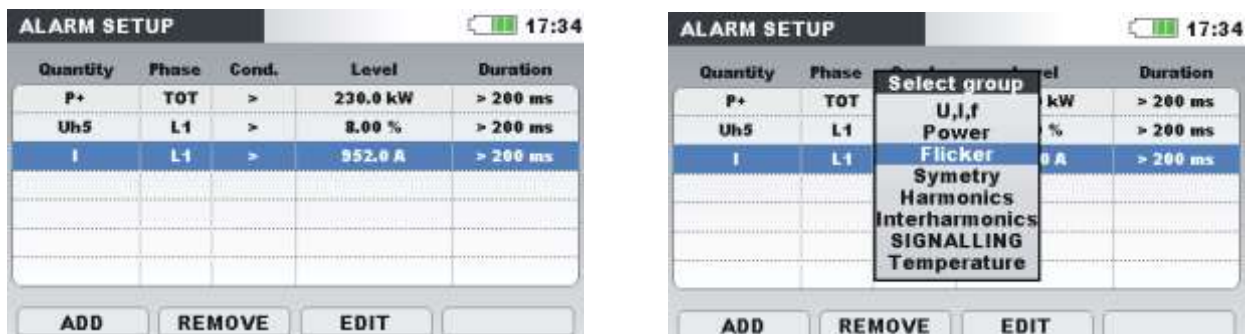 ALARM SETUP 17:34
Quantity Phase Cond. Level Duration
P+ TOT > 230.0 kW > 200 ms
Uh5 L1 > 8.00 % > 200 ms
I L1 > 952.0 A > 200 ms
ADD REMOVE EDIT
ALARM SETUP 17:34
Quantity Phase el Duration
P+ TOT kW > 200 ms
Uh5 L1 % > 200 ms
I L1 0 A > 200 ms
Select group
U,I,f
Power
Flicker
Symetry
Harmonics
Interharmonics
SIGNALLING
Temperature
ADD REMOVE EDIT